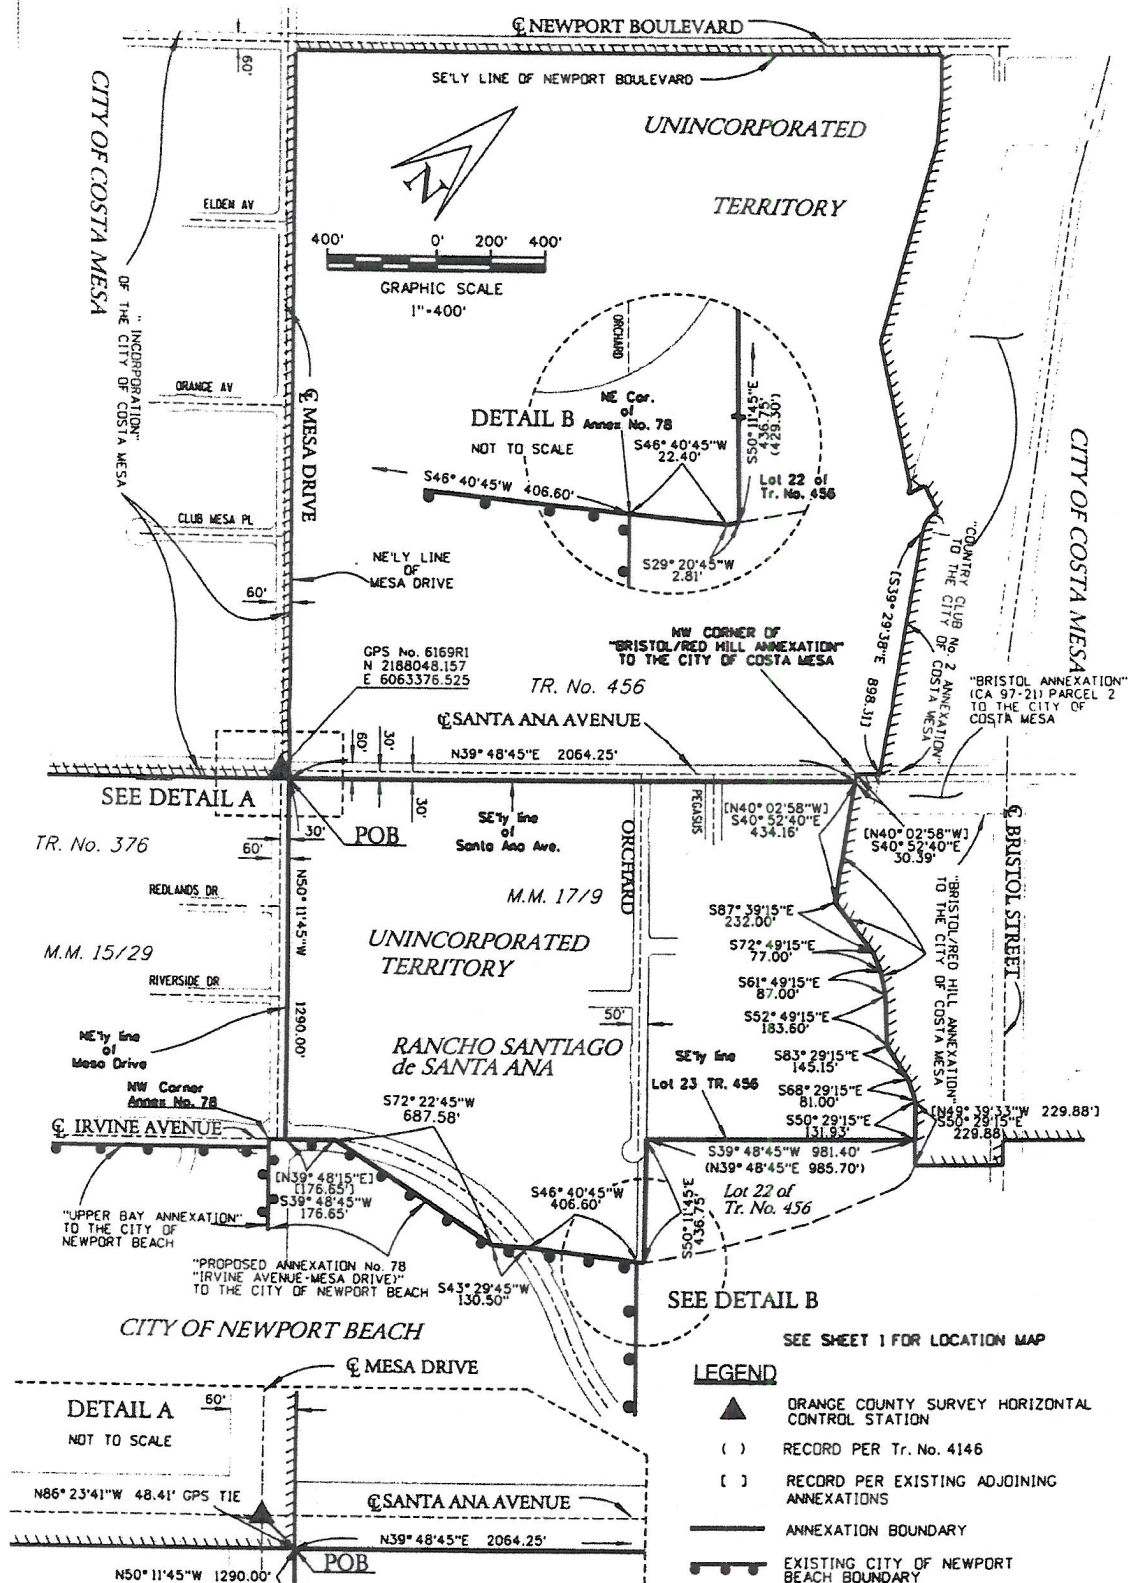 ℄ NEWPORT BOULEVARD
60'
SE'LY LINE OF NEWPORT BOULEVARD
CITY OF COSTA MESA
UNINCORPORATED
TERRITORY
N
ELDEN AV
400' 0' 200' 400'
GRAPHIC SCALE
1"-400'
"INCORPORATION"
OF THE CITY OF COSTA MESA
ORANGE AV
℄ MESA DRIVE
ORCHARD
DETAIL B
NOT TO SCALE
NE Cor.
of
Annex No. 78
S46°40'45"W
22.40'
S50°11'45"E
436.75'
(429.30')
S46°40'45"W 406.60'
Lot 22 of
Tr. No. 456
S29°20'45"W
2.81'
CITY OF COSTA MESA
CLUB MESA PL
NE'LY LINE
OF
MESA DRIVE
60'
"COUNTRY CLUB No. 2 ANNEXATION"
TO THE CITY OF COSTA MESA
[S39°29'38"E 898.31]
NW CORNER OF
"BRISTOL/RED HILL ANNEXATION"
TO THE CITY OF COSTA MESA
GPS No. 6169R1
N 2188048.157
E 6063376.525
TR. No. 456
"BRISTOL ANNEXATION"
(CA 97-21) PARCEL 2
TO THE CITY OF
COSTA MESA
℄ SANTA ANA AVENUE
60'
30'
N39°48'45"E 2064.25'
SEE DETAIL A
30'
POB
30'
60'
SE'ly line
of
Santa Ana Ave.
PEGASUS
[N40°02'58"W]
S40°52'40"E
434.16'
[N40°02'58"W]
S40°52'40"E
30.39'
℄ BRISTOL STREET
TR. No. 376
ORCHARD
REDLANDS DR
N50°11'45"W 1290.00'
M.M. 17/9
S87°39'15"E
232.00'
"BRISTOL/RED HILL ANNEXATION"
TO THE CITY OF COSTA MESA
M.M. 15/29
UNINCORPORATED
TERRITORY
S72°49'15"E
77.00'
RIVERSIDE DR
S61°49'15"E
87.00'
50'
S52°49'15"E
183.60'
NE'ly line
of
Mesa Drive
RANCHO SANTIAGO
de SANTA ANA
SE'ly line
Lot 23 TR. 456
S83°29'15"E
145.15'
NW Corner
Annex No. 78
S72°22'45"W
687.58'
S68°29'15"E
81.00'
S50°29'15"E
131.93'
[N49°39'33"W 229.88']
S50°29'15"E
229.88
℄ IRVINE AVENUE
S39°48'45"W 981.40'
(N39°48'45"E 985.70')
[N39°48'15"E]
[176.65']
S39°48'45"W
176.65'
S46°40'45"W
406.60'
S50°11'45"E
436.75'
Lot 22 of
Tr. No. 456
"UPPER BAY ANNEXATION"
TO THE CITY OF
NEWPORT BEACH
"PROPOSED ANNEXATION No. 78
"IRVINE AVENUE-MESA DRIVE)"
TO THE CITY OF NEWPORT BEACH
S43°29'45"W
130.50"
SEE DETAIL B
CITY OF NEWPORT BEACH
SEE SHEET 1 FOR LOCATION MAP
℄ MESA DRIVE
LEGEND
DETAIL A
NOT TO SCALE
60'
ORANGE COUNTY SURVEY HORIZONTAL
CONTROL STATION
( ) RECORD PER Tr. No. 4146
[ ] RECORD PER EXISTING ADJOINING
ANNEXATIONS
N86°23'41"W 48.41' GPS TIE
℄ SANTA ANA AVENUE
ANNEXATION BOUNDARY
N39°48'45"E 2064.25'
POB
EXISTING CITY OF NEWPORT
BEACH BOUNDARY
N50°11'45"W 1290.00'